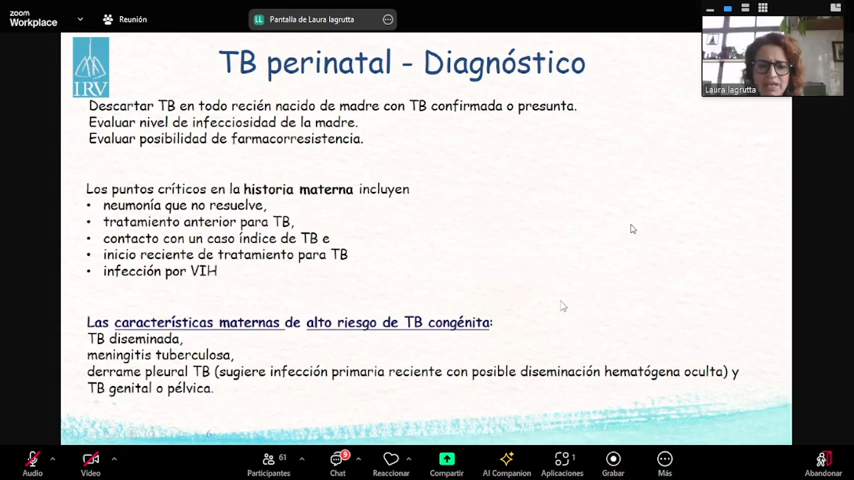 zoom
Workplace
Reunión
LL Pantalla de Laura lagrutta
IRV
TB perinatal - Diagnóstico
Descartar TB en todo recién nacido de madre con TB confirmada o presunta.
Evaluar nivel de infecciosidad de la madre.
Evaluar posibilidad de farmacorresistencia.
Los puntos críticos en la historia materna incluyen
• neumonía que no resuelve,
• tratamiento anterior para TB,
• contacto con un caso índice de TB e
• inicio reciente de tratamiento para TB
• infección por VIH
Las características maternas de alto riesgo de TB congénita:
TB diseminada,
meningitis tuberculosa,
derrame pleural TB (sugiere infección primaria reciente con posible diseminación hematógena oculta) y
TB genital o pélvica.
6
Laura lagrutta
Audio
Video
61
Participantes
9
Chat
Reaccionar
Compartir
AI Companion
1
Aplicaciones
Grabar
Más
Abandonar